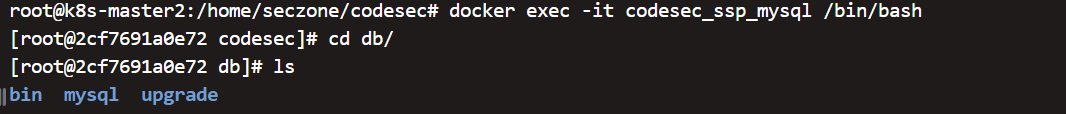 root@k8s-master2:/home/seczone/codesec# docker exec -it codesec_ssp_mysql /bin/bash
[root@2cf7691a0e72 codesec]# cd db/
[root@2cf7691a0e72 db]# ls
bin  mysql  upgrade